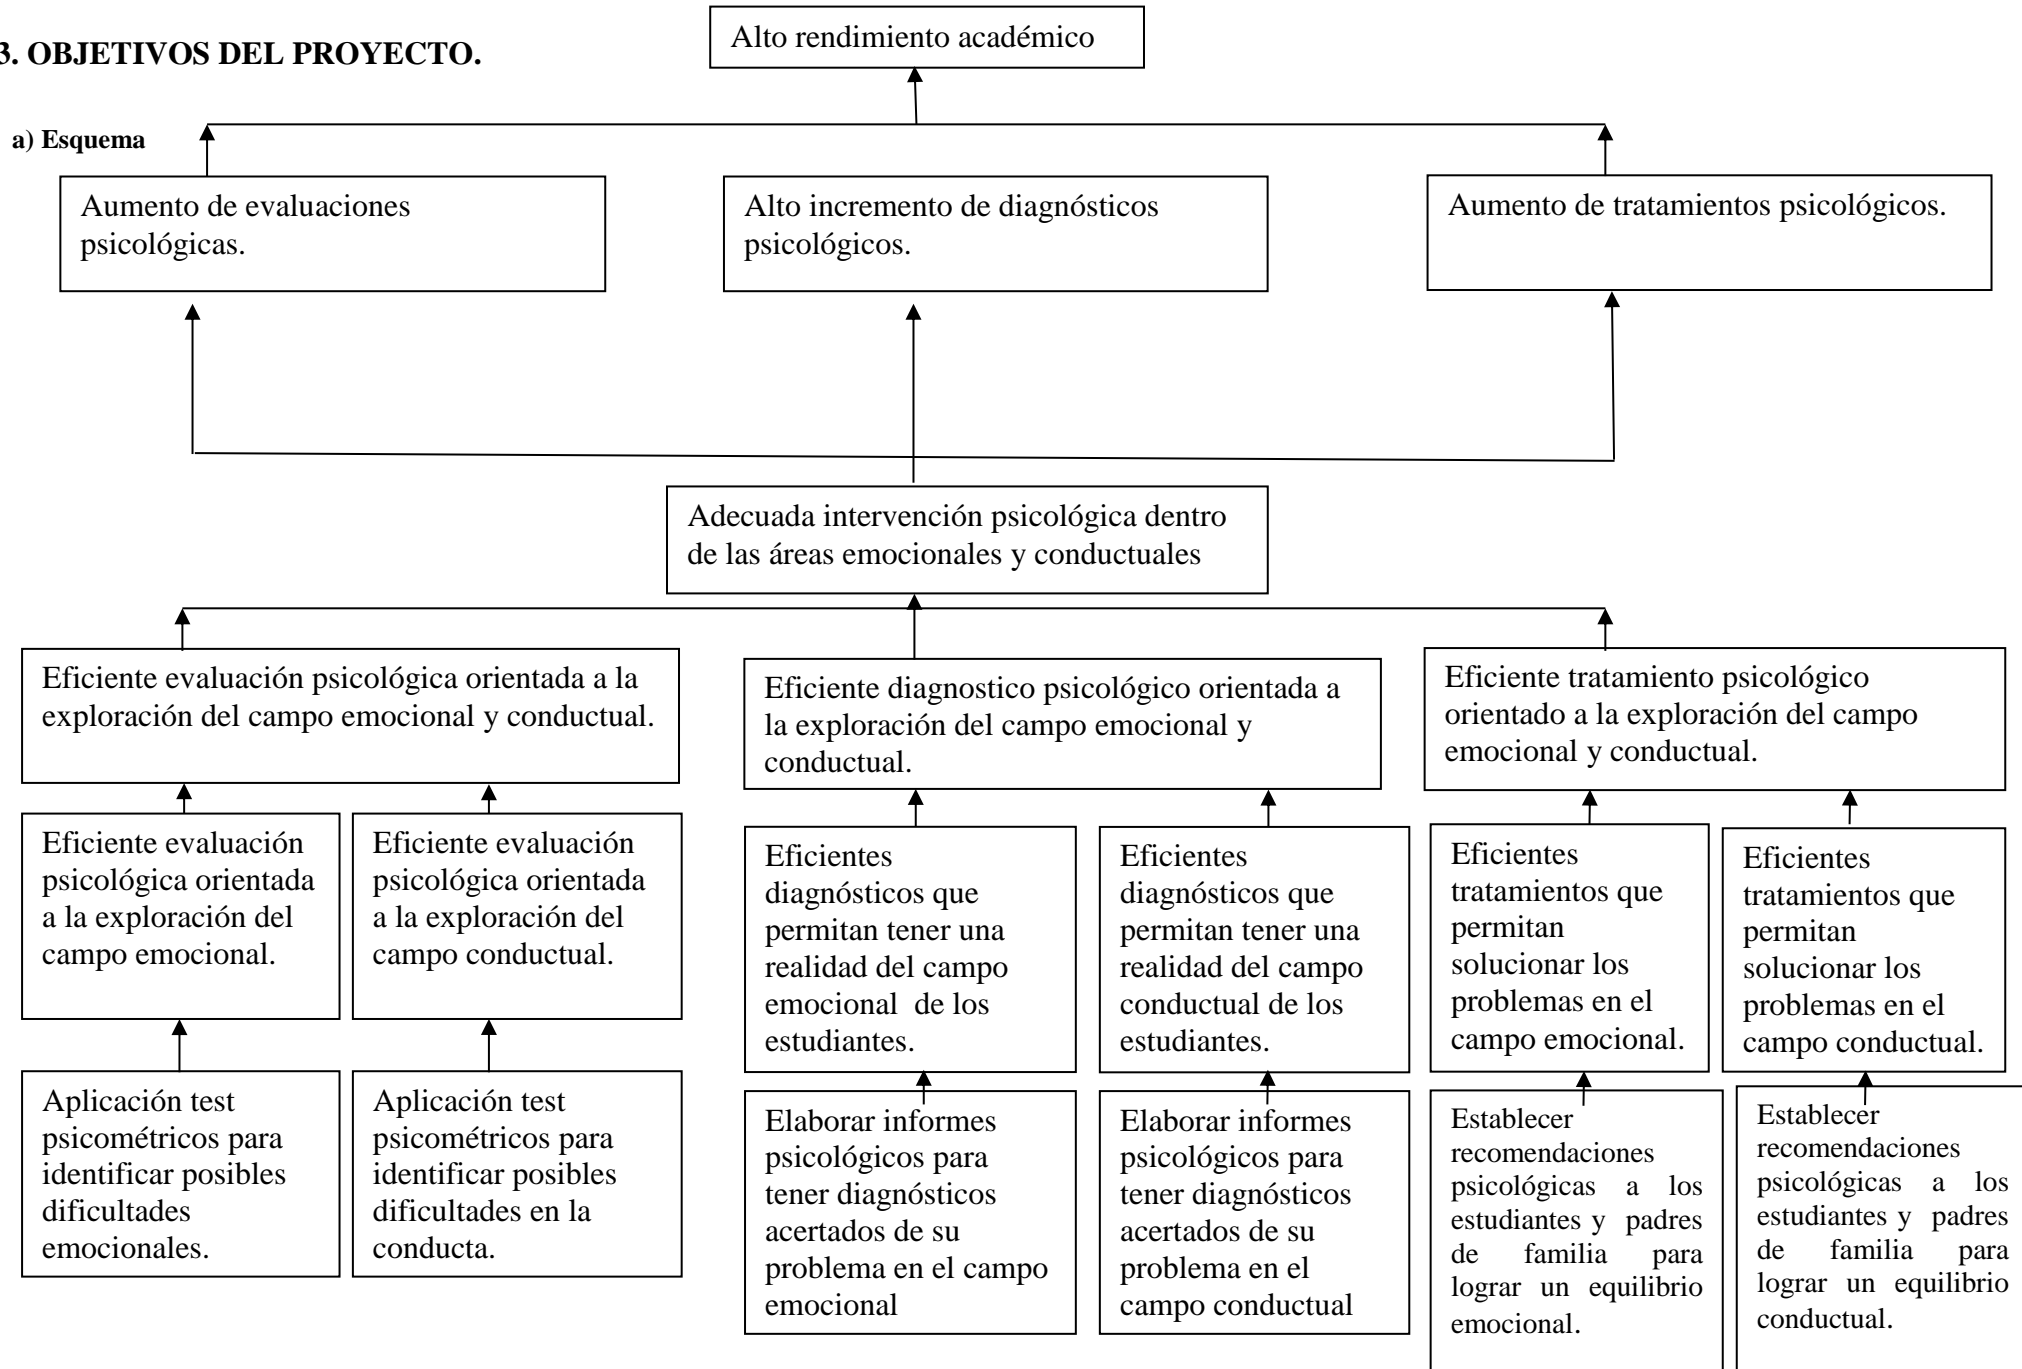 3. OBJETIVOS DEL PROYECTO.
Alto rendimiento académico
a) Esquema
Aumento de evaluaciones
psicológicas.
Alto incremento de diagnósticos
psicológicos.
Aumento de tratamientos psicológicos.
Adecuada intervención psicológica dentro
de las áreas emocionales y conductuales
Eficiente evaluación psicológica orientada a la
exploración del campo emocional y conductual.
Eficiente diagnostico psicológico orientada a
la exploración del campo emocional y
conductual.
Eficiente tratamiento psicológico
orientado a la exploración del campo
emocional y conductual.
Eficiente evaluación
psicológica orientada
a la exploración del
campo emocional.
Eficiente evaluación
psicológica orientada
a la exploración del
campo conductual.
Eficientes
diagnósticos que
permitan tener una
realidad del campo
emocional de los
estudiantes.
Eficientes
diagnósticos que
permitan tener una
realidad del campo
conductual de los
estudiantes.
Eficientes
tratamientos que
permitan
solucionar los
problemas en el
campo emocional.
Eficientes
tratamientos que
permitan
solucionar los
problemas en el
campo conductual.
Aplicación test
psicométricos para
identificar posibles
dificultades
emocionales.
Aplicación test
psicométricos para
identificar posibles
dificultades en la
conducta.
Elaborar informes
psicológicos para
tener diagnósticos
acertados de su
problema en el campo
emocional
Elaborar informes
psicológicos para
tener diagnósticos
acertados de su
problema en el
campo conductual
Establecer
recomendaciones
psicológicas a los
estudiantes y padres
de familia para
lograr un equilibrio
emocional.
Establecer
recomendaciones
psicológicas a los
estudiantes y padres
de familia para
lograr un equilibrio
conductual.